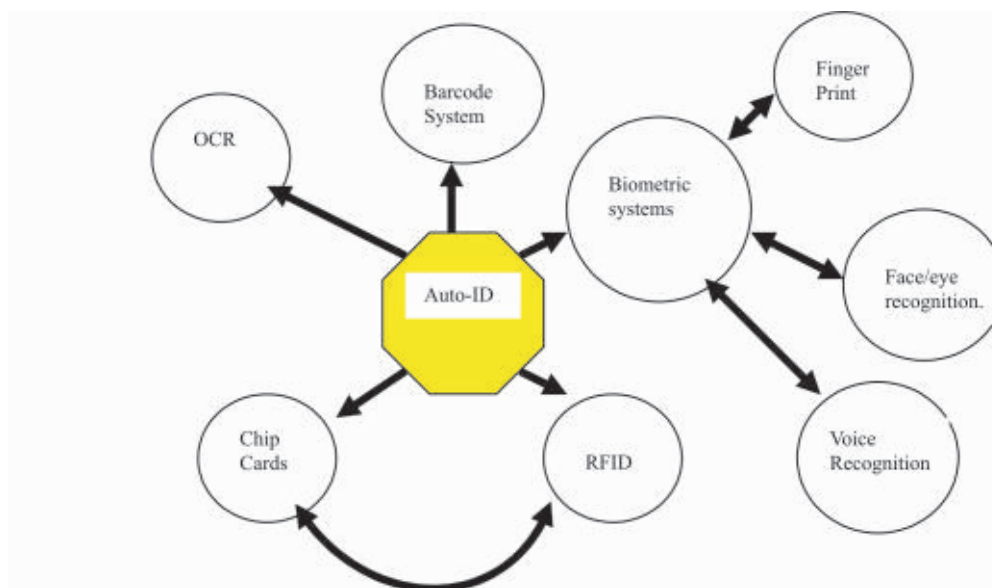 Finger
Print
Barcode
System
OCR
Biometric
systems
Face/eye
recognition.
Auto-ID
Chip
Cards
RFID
Voice
Recognition